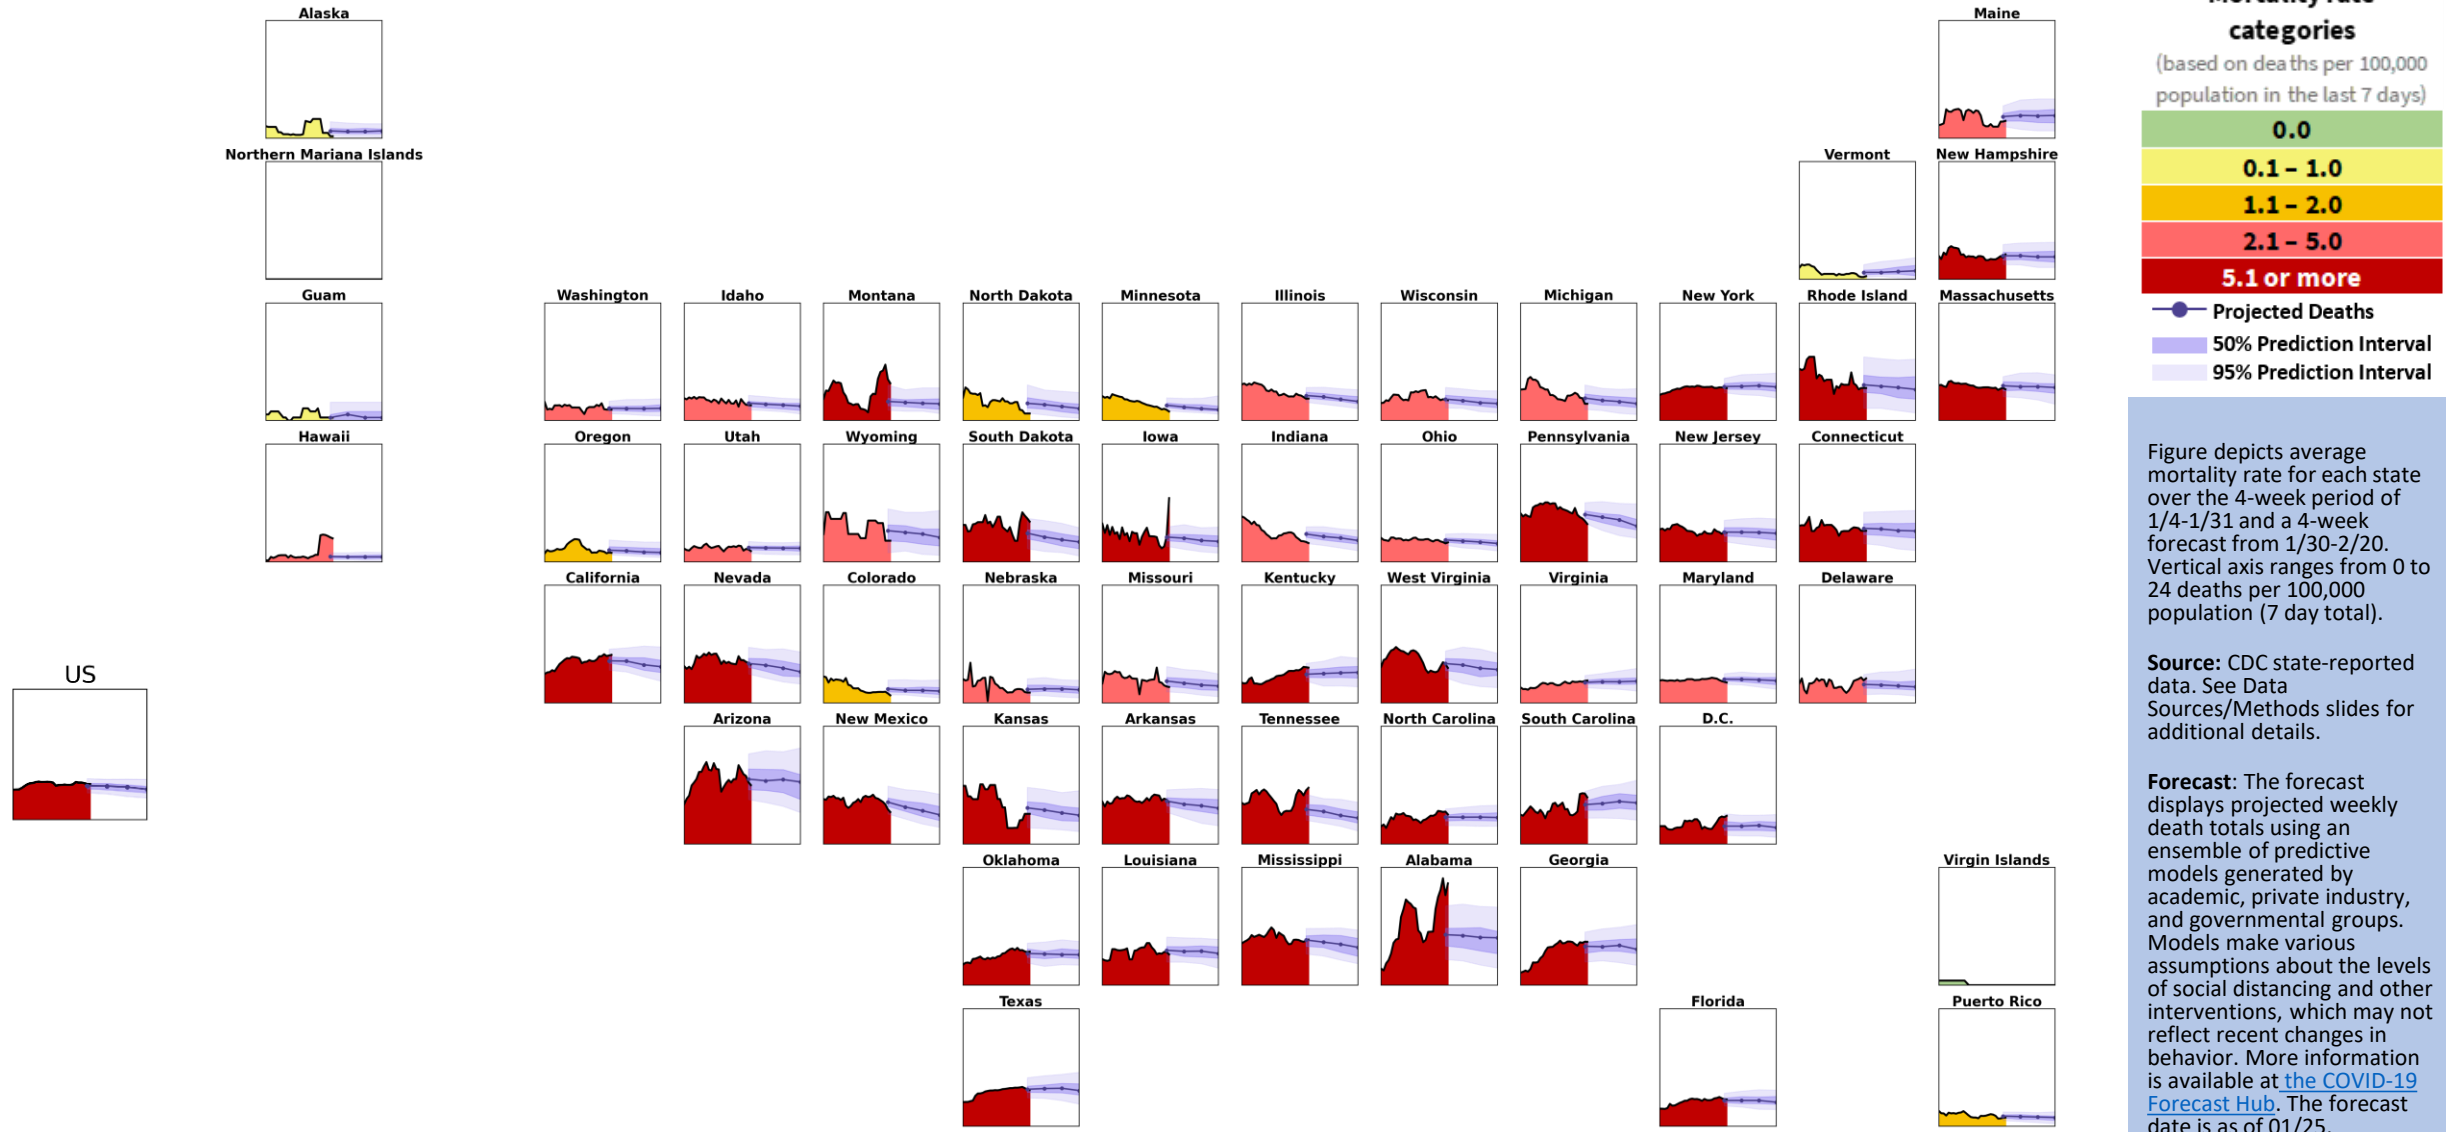 Alaska
Maine
Mortality rate
categories
(based on deaths per 100,000
population in the last 7 days)
0.0
0.1 – 1.0
1.1 – 2.0
2.1 – 5.0
5.1 or more
Projected Deaths
50% Prediction Interval
95% Prediction Interval
Northern Mariana Islands
Vermont
New Hampshire
Guam
Washington
Idaho
Montana
North Dakota
Minnesota
Illinois
Wisconsin
Michigan
New York
Rhode Island
Massachusetts
Hawaii
Oregon
Utah
Wyoming
South Dakota
Iowa
Indiana
Ohio
Pennsylvania
New Jersey
Connecticut
California
Nevada
Colorado
Nebraska
Missouri
Kentucky
West Virginia
Virginia
Maryland
Delaware
US
Arizona
New Mexico
Kansas
Arkansas
Tennessee
North Carolina
South Carolina
D.C.
Oklahoma
Louisiana
Mississippi
Alabama
Georgia
Virgin Islands
Texas
Florida
Puerto Rico
Figure depicts average
mortality rate for each state
over the 4-week period of
1/4-1/31 and a 4-week
forecast from 1/30-2/20.
Vertical axis ranges from 0 to
24 deaths per 100,000
population (7 day total).
Source: CDC state-reported
data. See Data
Sources/Methods slides for
additional details.
Forecast: The forecast
displays projected weekly
death totals using an
ensemble of predictive
models generated by
academic, private industry,
and governmental groups.
Models make various
assumptions about the levels
of social distancing and other
interventions, which may not
reflect recent changes in
behavior. More information
is available at the COVID-19
Forecast Hub. The forecast
date is as of 01/25.